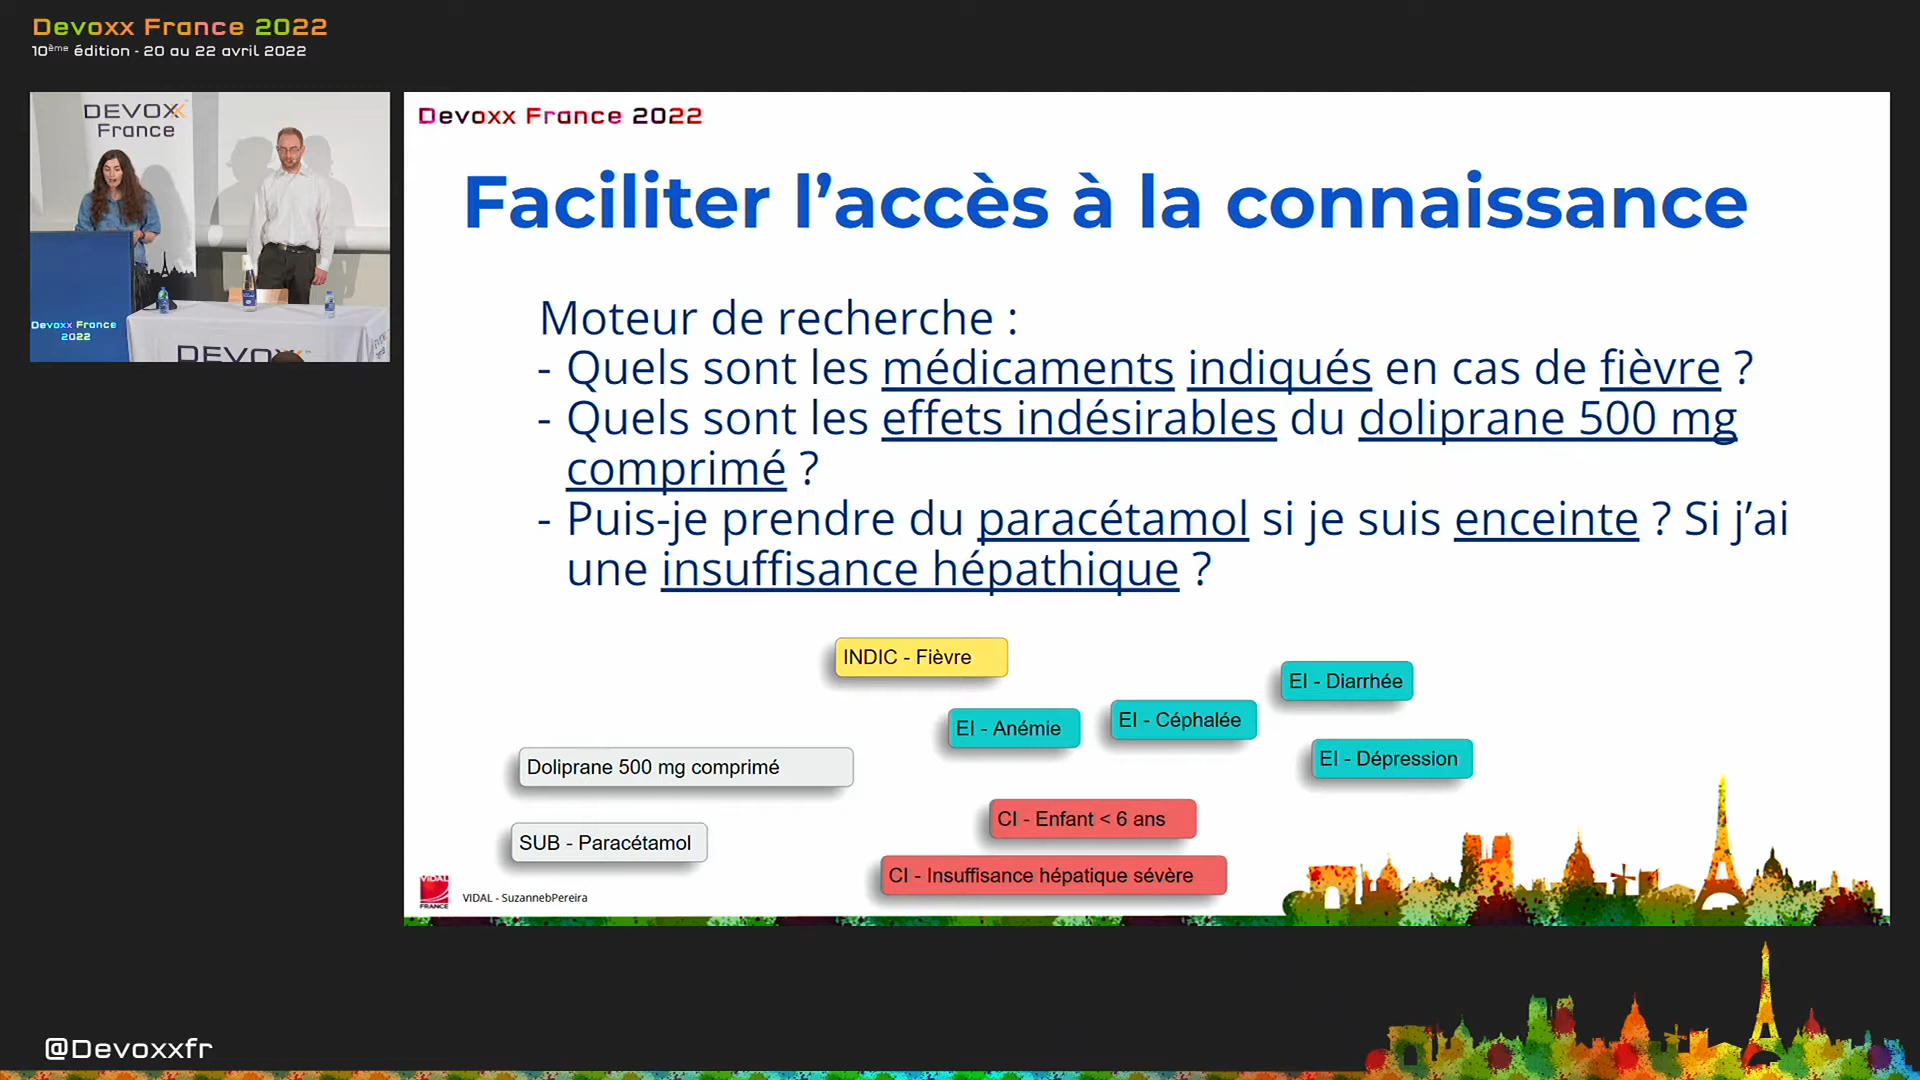 Devoxx France 2022
10ème édition - 20 au 22 avril 2022
DEVOXX
France
Devoxx France
2022
DEVOXX
Devoxx France 2022
Faciliter l'accès à la connaissance
Moteur de recherche :
- Quels sont les médicaments indiqués en cas de fièvre ?
- Quels sont les effets indésirables du doliprane 500 mg
comprimé ?
- Puis-je prendre du paracétamol si je suis enceinte ? Si j'ai
une insuffisance hépathique ?
INDIC - Fièvre
EI - Diarrhée
EI - Anémie
EI - Céphalée
EI - Dépression
Doliprane 500 mg comprimé
CI - Enfant < 6 ans
SUB - Paracétamol
CI - Insuffisance hépatique sévère
VIDAL
FRANCE
VIDAL - SuzannebPereira
@Devoxxfr